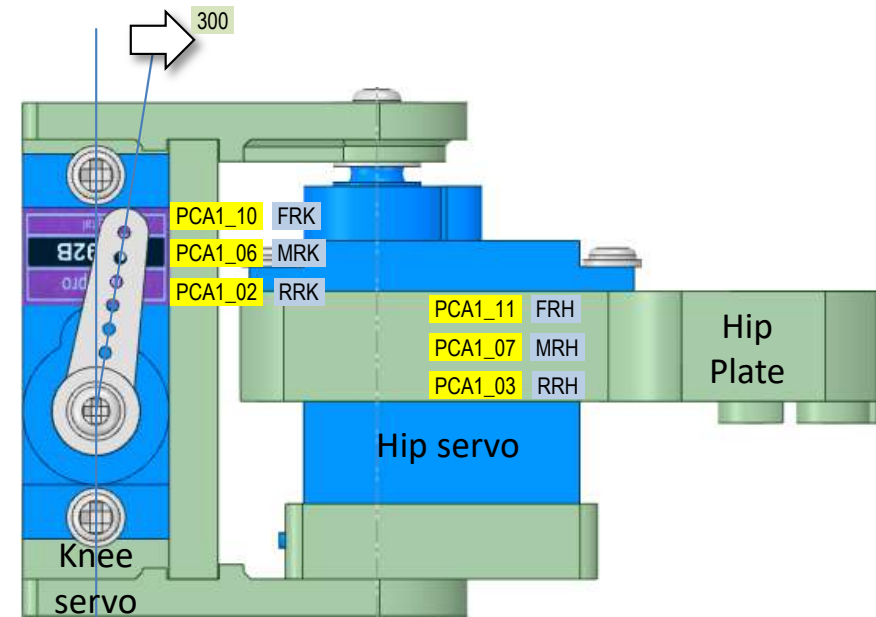 300
PCA1_10 FRK
PCA1_06 MRK
PCA1_02 RRK
PCA1_11 FRH
PCA1_07 MRH
PCA1_03 RRH
Hip
Plate
Hip servo
Knee
servo